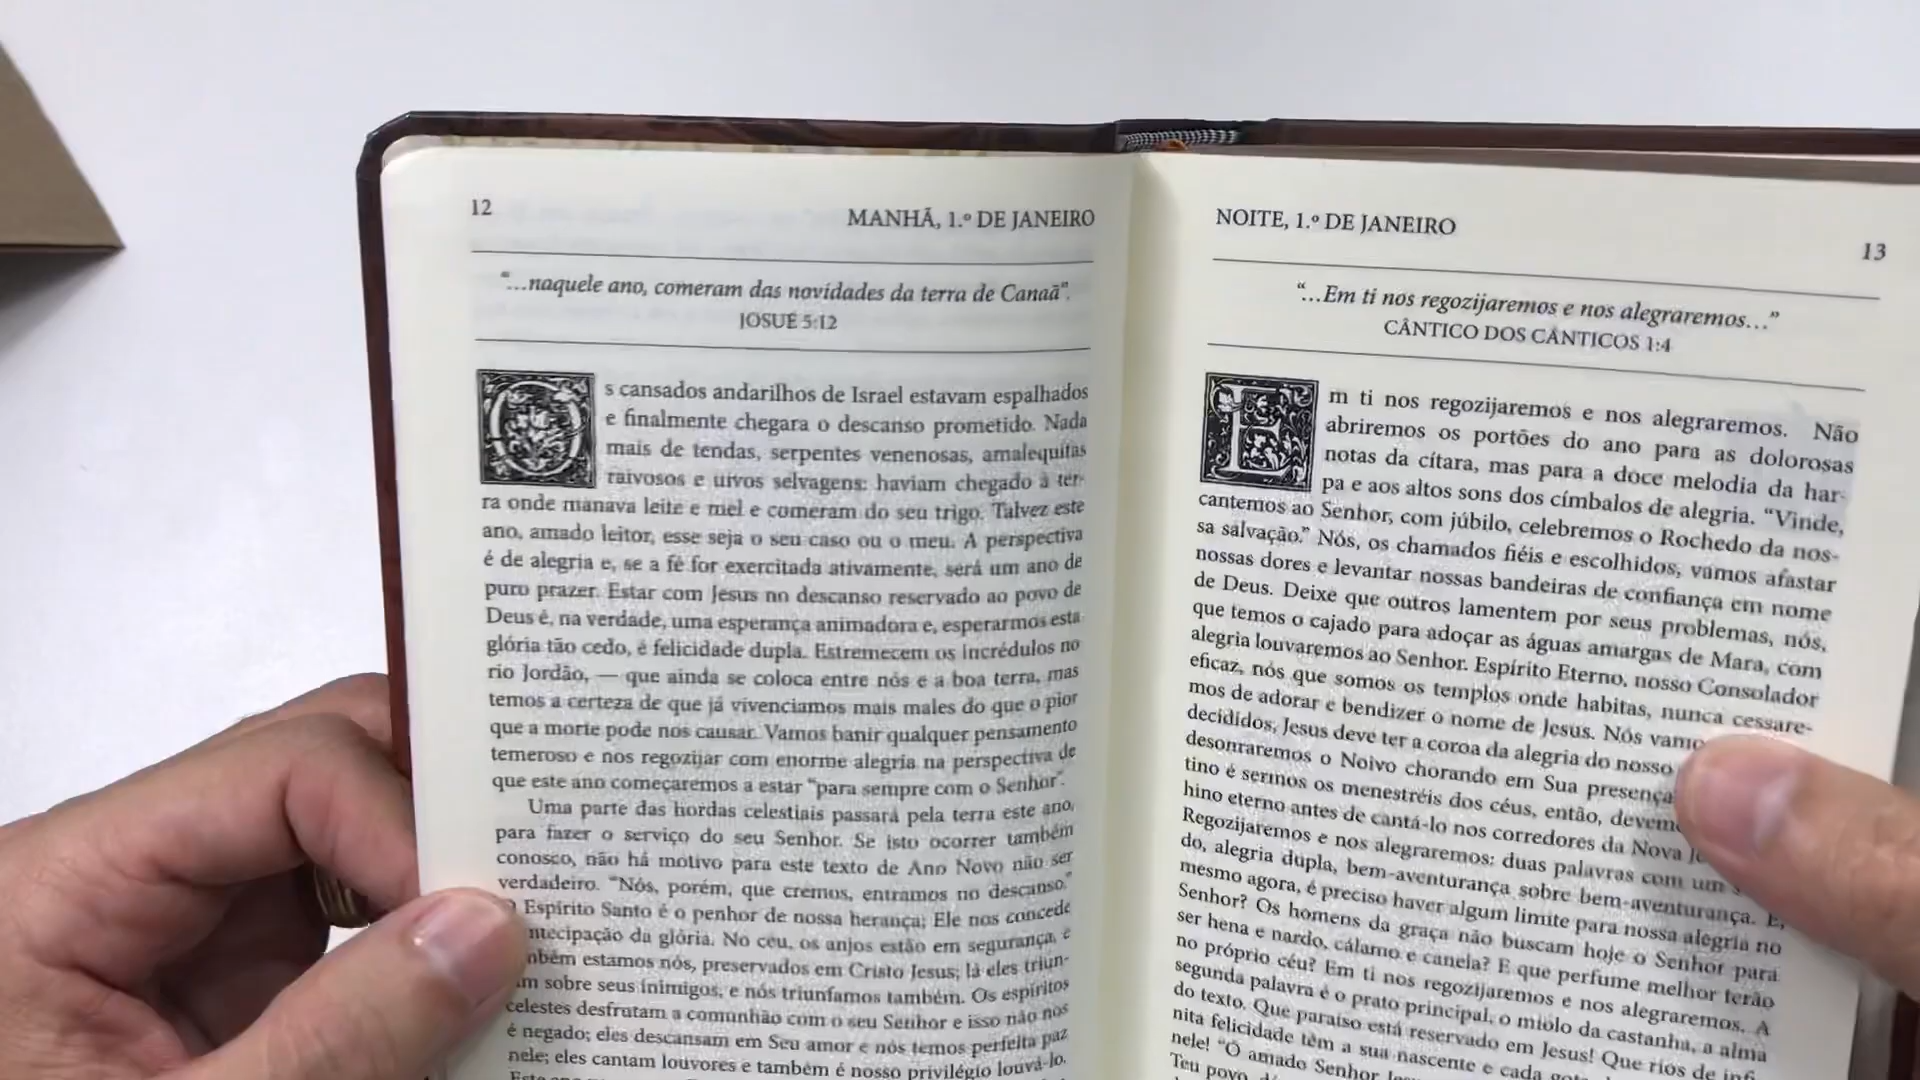 12
MANHÃ, 1.º DE JANEIRO
“...naquele ano, comeram das novidades da terra de Canaã”.
JOSUÉ 5:12
Os cansados andarilhos de Israel estavam espalhados
e finalmente chegara o descanso prometido. Nada
mais de tendas, serpentes venenosas, amalequitas
raivosos e uivos selvagens: haviam chegado à ter-
ra onde manava leite e mel e comeram do seu trigo. Talvez este
ano, amado leitor, esse seja o seu caso ou o meu. A perspectiva
é de alegria e, se a fé for exercitada ativamente, será um ano de
puro prazer. Estar com Jesus no descanso reservado ao povo de
Deus é, na verdade, uma esperança animadora e, esperarmos esta
glória tão cedo, é felicidade dupla. Estremecem os incrédulos no
rio Jordão, — que ainda se coloca entre nós e a boa terra, mas
temos a certeza de que já vivenciamos mais males do que o pior
que a morte pode nos causar. Vamos banir qualquer pensamento
temeroso e nos regozijar com enorme alegria na perspectiva de
que este ano começaremos a estar “para sempre com o Senhor”.
Uma parte das hordas celestiais passará pela terra este ano,
para fazer o serviço do seu Senhor. Se isto ocorrer também
conosco, não há motivo para este texto de Ano Novo não ser
verdadeiro. “Nós, porém, que cremos, entramos no descanso.”
O Espírito Santo é o penhor de nossa herança; Ele nos concede
antecipação da glória. No céu, os anjos estão em segurança, e
também estamos nós, preservados em Cristo Jesus; lá eles triun-
sobre seus inimigos, e nós triunfamos também. Os espíritos
celestes desfrutam a comunhão com o seu Senhor e isso não nos
é negado; eles descansam em Seu amor e nós temos perfeita paz
nele; eles cantam louvores e também é nosso privilégio louvá-lo.
NOITE, 1.º DE JANEIRO
13
“...Em ti nos regozijaremos e nos alegraremos...”
CÂNTICO DOS CÂNTICOS 1:4
Em ti nos regozijaremos e nos alegraremos. Não
abriremos os portões do ano para as dolorosas
notas da cítara, mas para a doce melodia da har-
pa e aos altos sons dos címbalos de alegria. “Vinde,
cantemos ao Senhor, com júbilo, celebremos o Rochedo da nos-
sa salvação.” Nós, os chamados fiéis e escolhidos, vamos afastar
nossas dores e levantar nossas bandeiras de confiança em nome
de Deus. Deixe que outros lamentem por seus problemas, nós,
que temos o cajado para adoçar as águas amargas de Mara, com
alegria louvaremos ao Senhor. Espírito Eterno, nosso Consolador
eficaz, nós que somos os templos onde habitas, nunca cessare-
mos de adorar e bendizer o nome de Jesus. Nós vamos
decididos, Jesus deve ter a coroa da alegria do nosso
desonraremos o Noivo chorando em Sua presença
tino é sermos os menestréis dos céus, então, devemos
hino eterno antes de cantá-lo nos corredores da Nova
Regozijaremos e nos alegraremos: duas palavras com um
do, alegria dupla, bem-aventurança sobre bem-aventurança. E,
mesmo agora, é preciso haver algum limite para nossa alegria no
Senhor? Os homens da graça não buscam hoje o Senhor para
ser hena e nardo, cálamo e canela? E que perfume melhor terão
no próprio céu? Em ti nos regozijaremos e nos alegraremos. A
segunda palavra é o prato principal, o miolo da castanha, a alma
do texto. Que paraíso está reservado em Jesus! Que rios de infi-
nita felicidade têm a sua nascente e cada gota
nele! “Ó amado Senhor
Teu povo